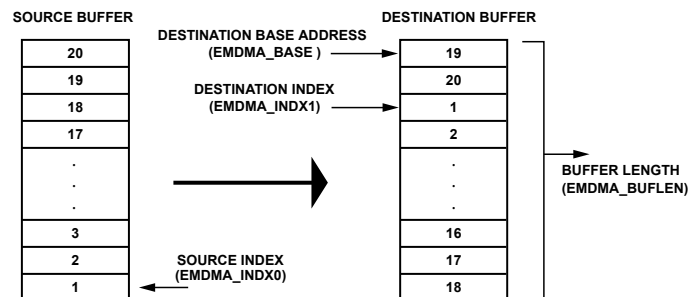 SOURCE BUFFER
20
19
18
17
.
.
.
3
2
1
SOURCE INDEX
(EMDMA_INDX0)
DESTINATION BASE ADDRESS
(EMDMA_BASE )
DESTINATION INDEX
(EMDMA_INDX1)
DESTINATION BUFFER
19
20
1
2
.
.
.
16
17
18
BUFFER LENGTH
(EMDMA_BUFLEN)